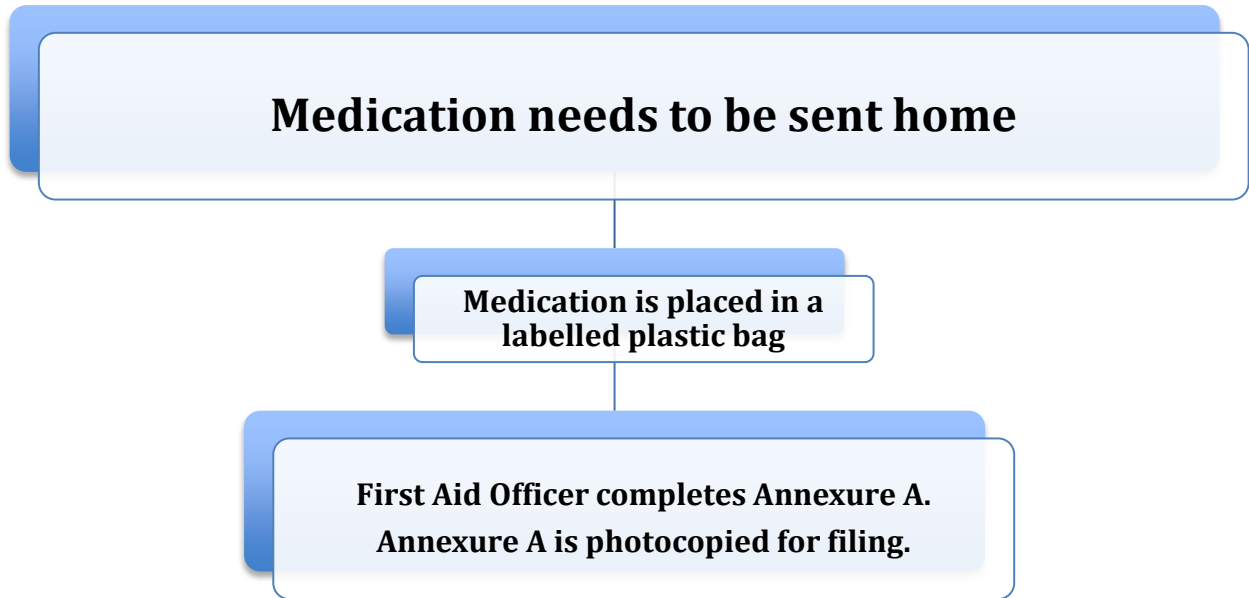 Medication needs to be sent home
Medication is placed in a
labelled plastic bag
First Aid Officer completes Annexure A.
Annexure A is photocopied for filing.